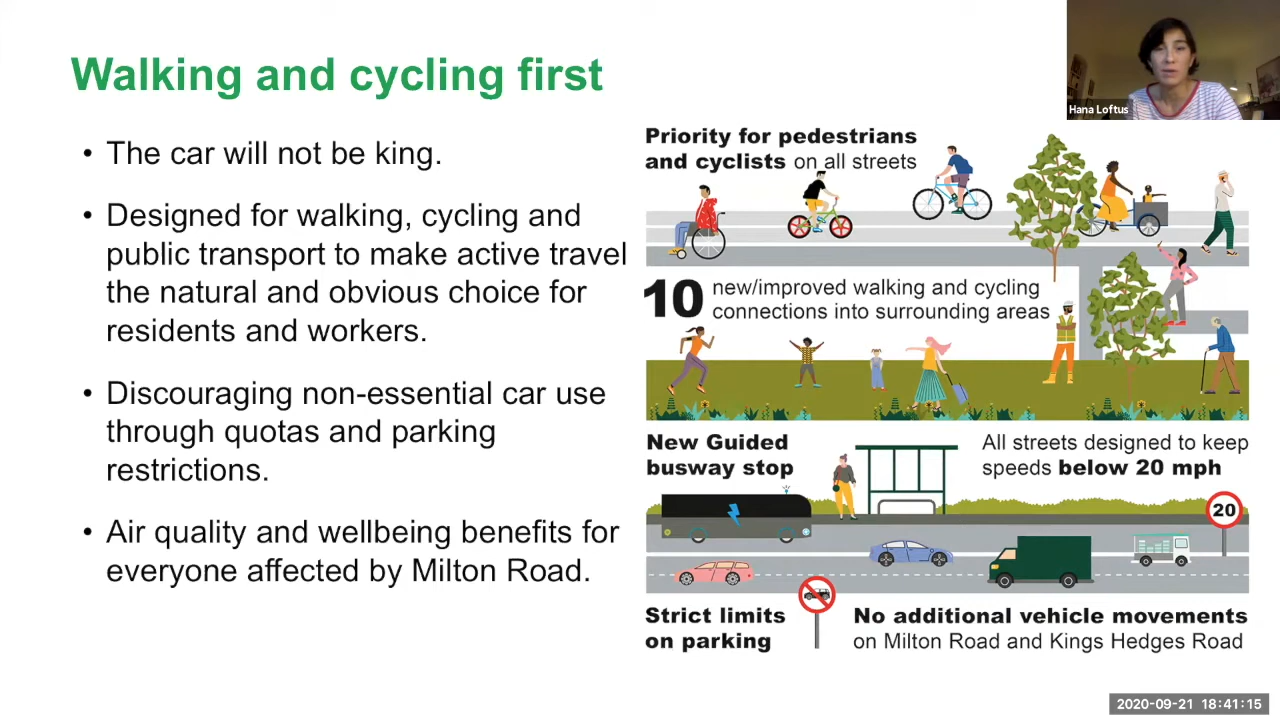 Walking and cycling first
• The car will not be king.
• Designed for walking, cycling and
public transport to make active travel
the natural and obvious choice for
residents and workers.
• Discouraging non-essential car use
through quotas and parking
restrictions.
• Air quality and wellbeing benefits for
everyone affected by Milton Road.
Hana Loftus
Priority for pedestrians
and cyclists on all streets
10 new/improved walking and cycling
connections into surrounding areas
New Guided
busway stop
All streets designed to keep
speeds below 20 mph
20
Strict limits
on parking
No additional vehicle movements
on Milton Road and Kings Hedges Road
2020-09-21 18:41:15